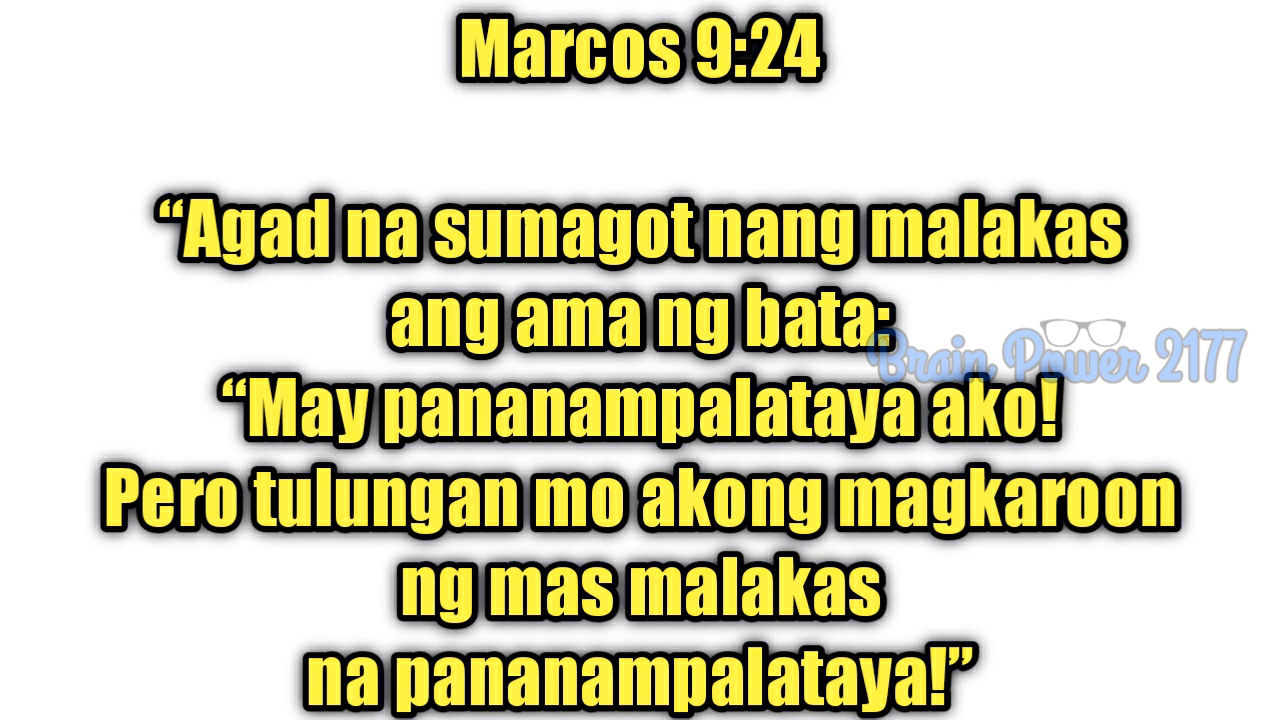 Marcos 9:24
“Agad na sumagot nang malakas
ang ama ng bata:
Brain Power 2177
“May pananampalataya ako!
Pero tulungan mo akong magkaroon
ng mas malakas
na pananampalataya!”